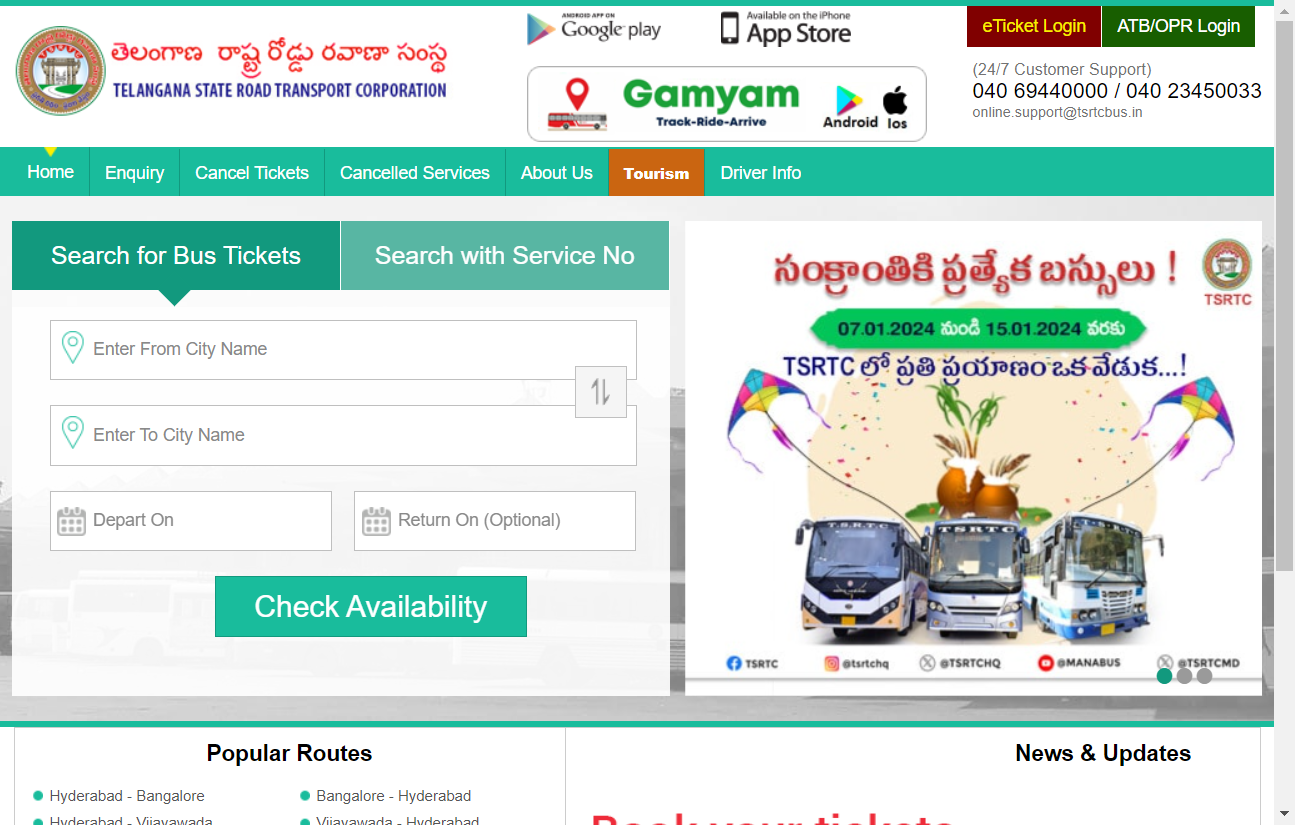 తెలంగాణ రాష్ట్ర రోడ్డు రవాణా సంస్థ
TELANGANA STATE ROAD TRANSPORT CORPORATION
ANDROID APP ON
Google play
Available on the iPhone
App Store
Gamyam
Track-Ride-Arrive
Android
Ios
eTicket Login
ATB/OPR Login
(24/7 Customer Support)
040 69440000 / 040 23450033
online.support@tsrtcbus.in
Home
Enquiry
Cancel Tickets
Cancelled Services
About Us
Tourism
Driver Info
Search for Bus Tickets
Search with Service No
Enter From City Name
Enter To City Name
Depart On
Return On (Optional)
Check Availability
సంక్రాంతికి ప్రత్యేక బస్సులు !
TSRTC
07.01.2024 నుండి 15.01.2024 వరకు
TSRTC లో ప్రతి ప్రయాణం ఒక వేడుక...!
T.S.R.T.C
TSRTC
TSRTC
@tsrtchq
@TSRTCHQ
@MANABUS
@TSRTCMD
Popular Routes
Hyderabad - Bangalore
Bangalore - Hyderabad
Hyderabad - Vijayawada
Vijayawada - Hyderabad
News & Updates
Book your tickets